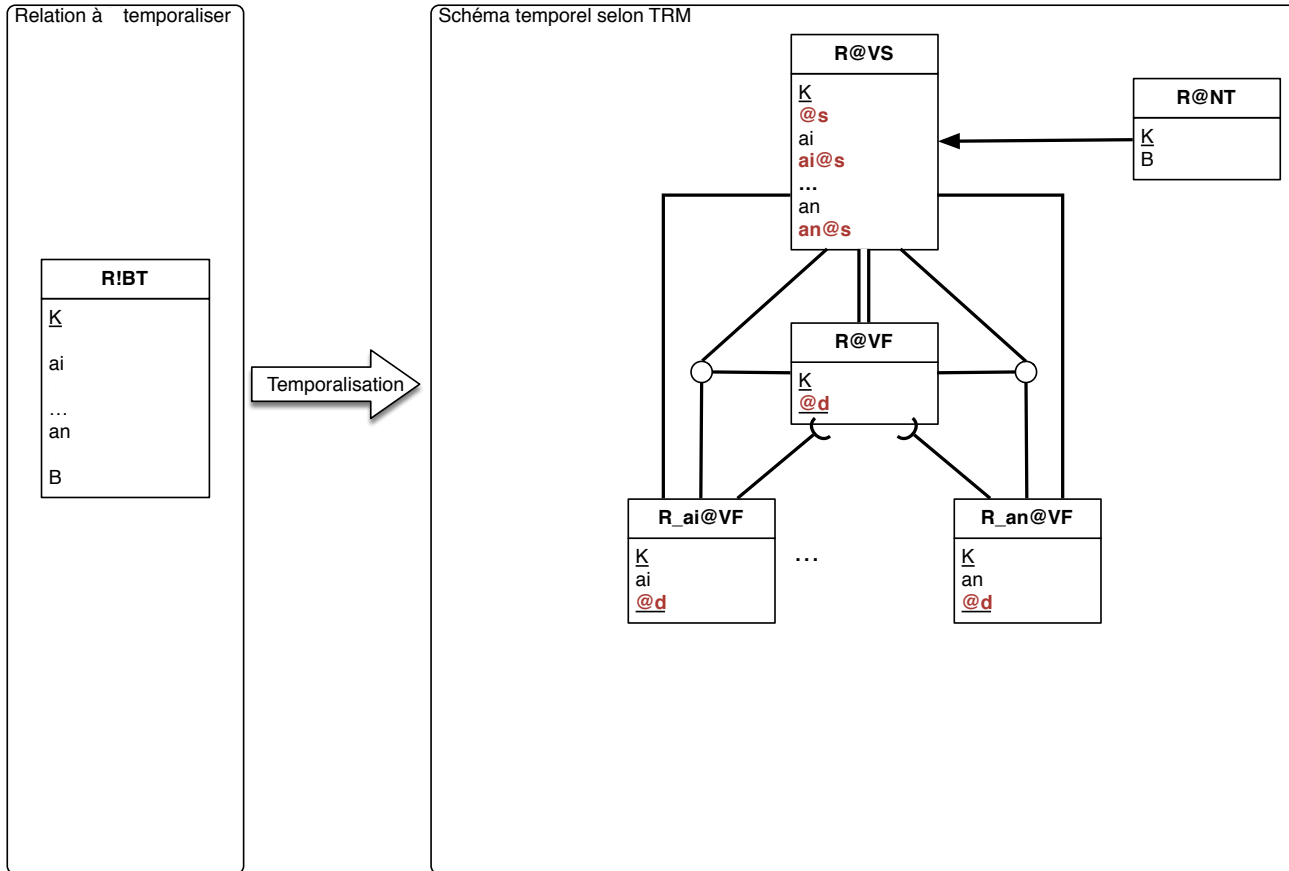 Relation à temporaliser
R!BT
K
ai
...
an
B
Temporalisation
Schéma temporel selon TRM
R@VS
K
@s
ai
ai@s
...
an
an@s
R@NT
K
B
R@VF
K
@d
R_ai@VF
K
ai
@d
...
R_an@VF
K
an
@d